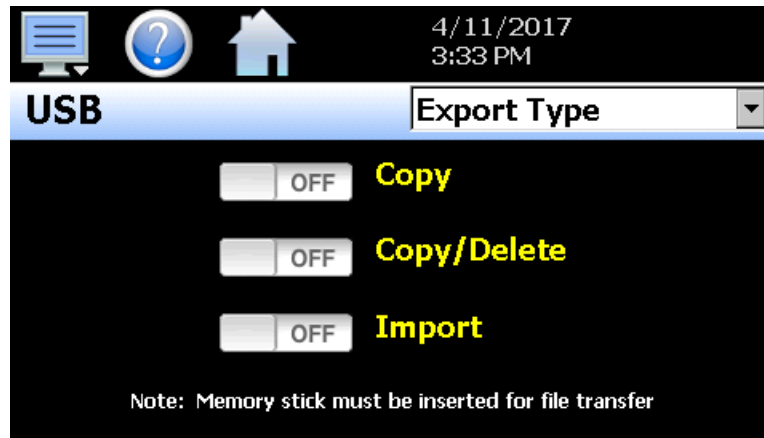 ?
4/11/2017
3:33 PM
USB
Export Type
OFF
Copy
OFF
Copy/Delete
OFF
Import
Note: Memory stick must be inserted for file transfer